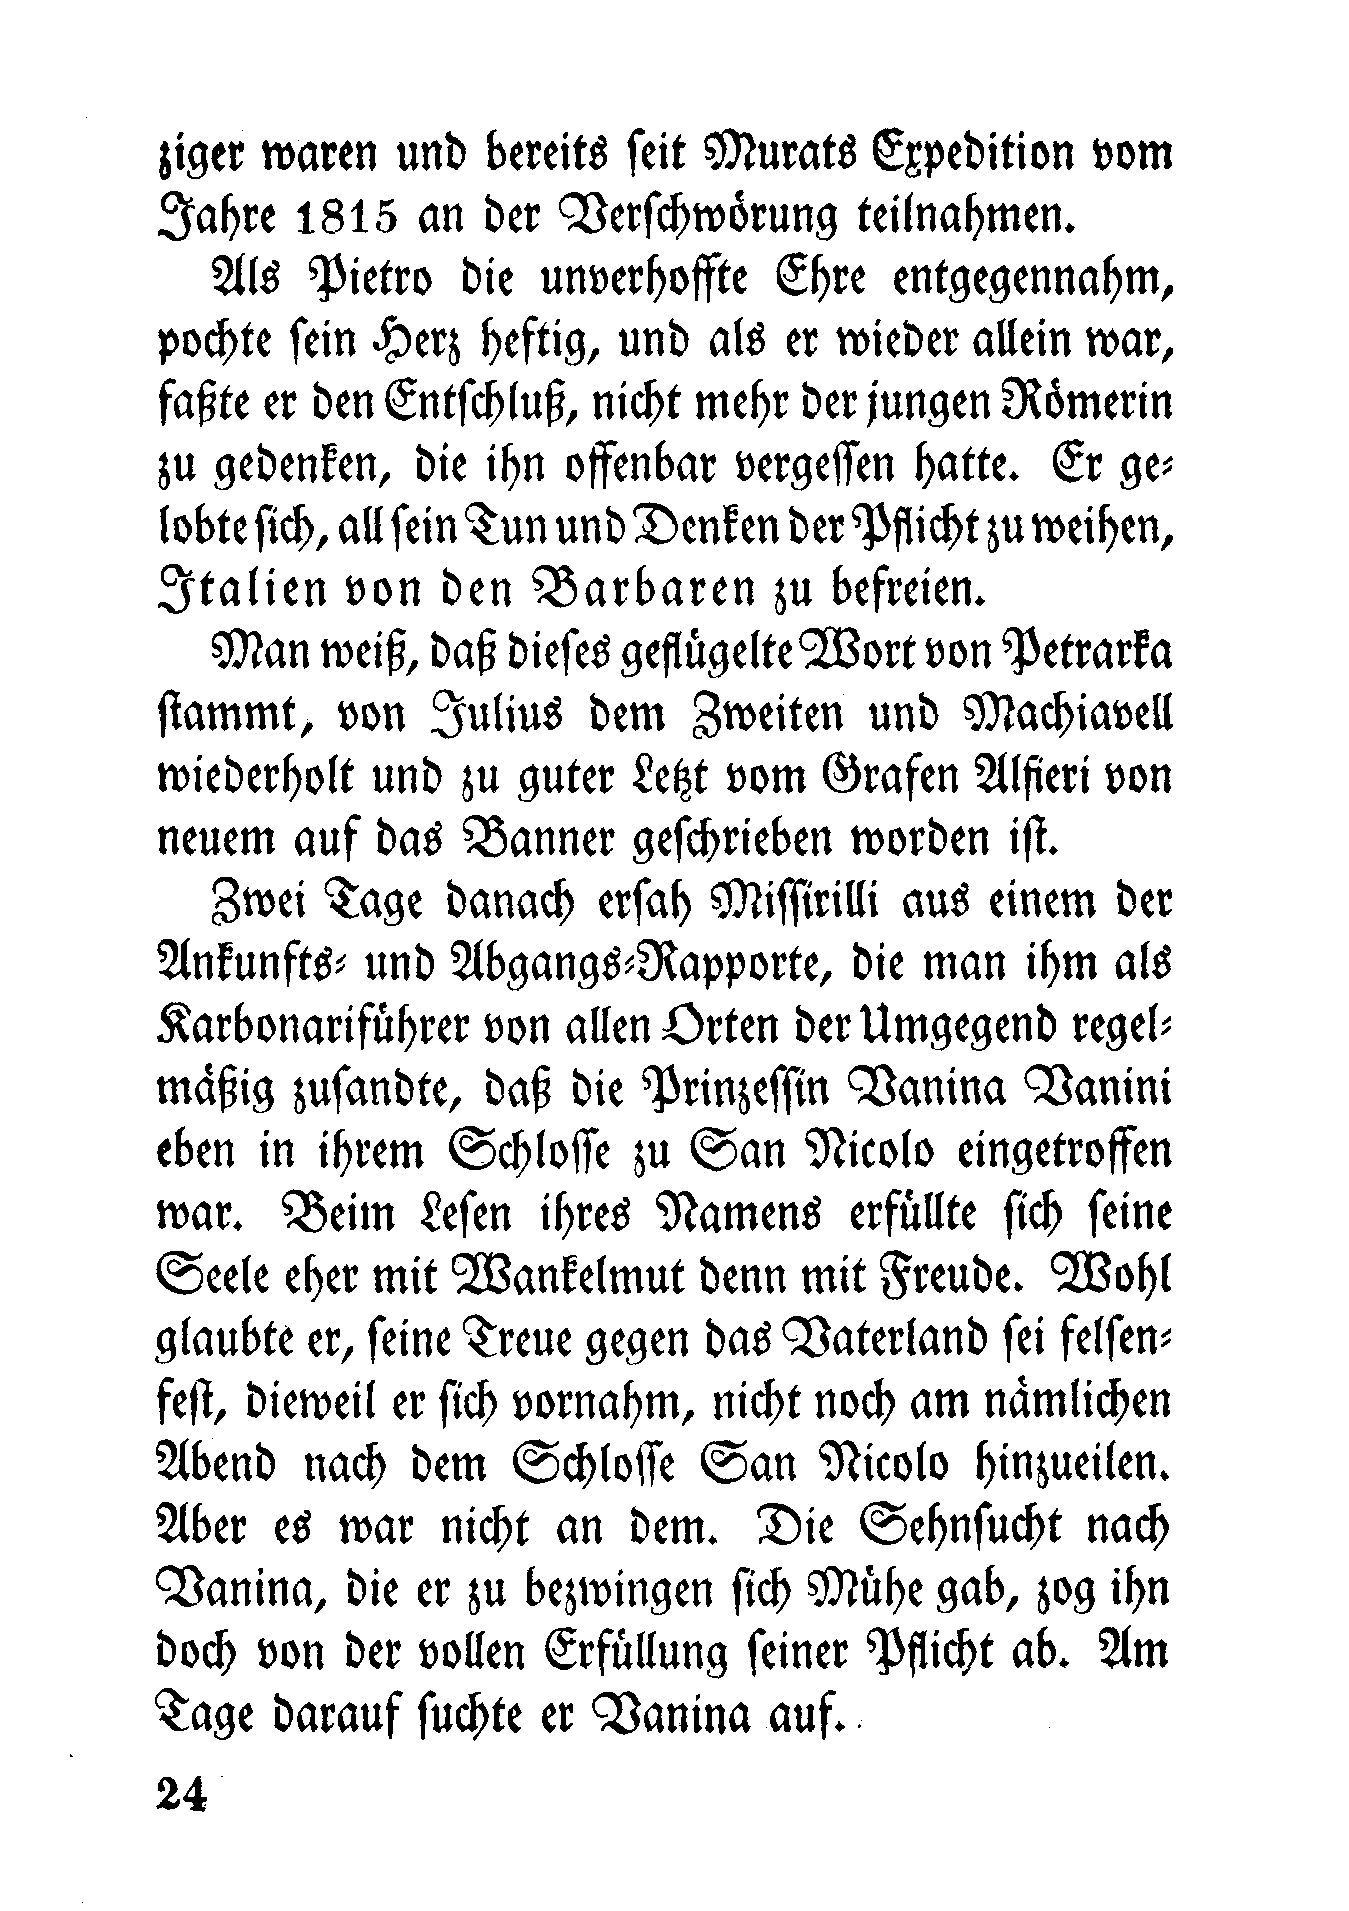 ziger waren und bereits ſeit Murats Expedition vom
Jahre 1815 an der Verſchwörung teilnahmen.
Als Pietro die unverhoffte Ehre entgegennahm,
pochte ſein Herz heftig, und als er wieder allein war,
faßte er den Entſchluß, nicht mehr der jungen Römerin
zu gedenken, die ihn offenbar vergeſſen hatte. Er ge⸗
lobte ſich, all ſein Tun und Denken der Pflicht zu weihen,
Italien von den Barbaren zu befreien.
Man weiß, daß dieſes geflügelte Wort von Petrarka
ſtammt, von Julius dem Zweiten und Machiavell
wiederholt und zu guter Letzt vom Grafen Alfieri von
neuem auf das Banner geſchrieben worden iſt.
Zwei Tage danach erſah Miſſirilli aus einem der
Ankunfts⸗ und Abgangs⸗Rapporte, die man ihm als
Karbonariführer von allen Orten der Umgegend regel⸗
mäßig zuſandte, daß die Prinzeſſin Vanina Vanini
eben in ihrem Schloſſe zu San Nicolo eingetroffen
war. Beim Leſen ihres Namens erfüllte ſich ſeine
Seele eher mit Wankelmut denn mit Freude. Wohl
glaubte er, ſeine Treue gegen das Vaterland ſei felſen⸗
feſt, dieweil er ſich vornahm, nicht noch am nämlichen
Abend nach dem Schloſſe San Nicolo hinzueilen.
Aber es war nicht an dem. Die Sehnſucht nach
Vanina, die er zu bezwingen ſich Mühe gab, zog ihn
doch von der vollen Erfüllung ſeiner Pflicht ab. Am
Tage darauf ſuchte er Vanina auf.
24